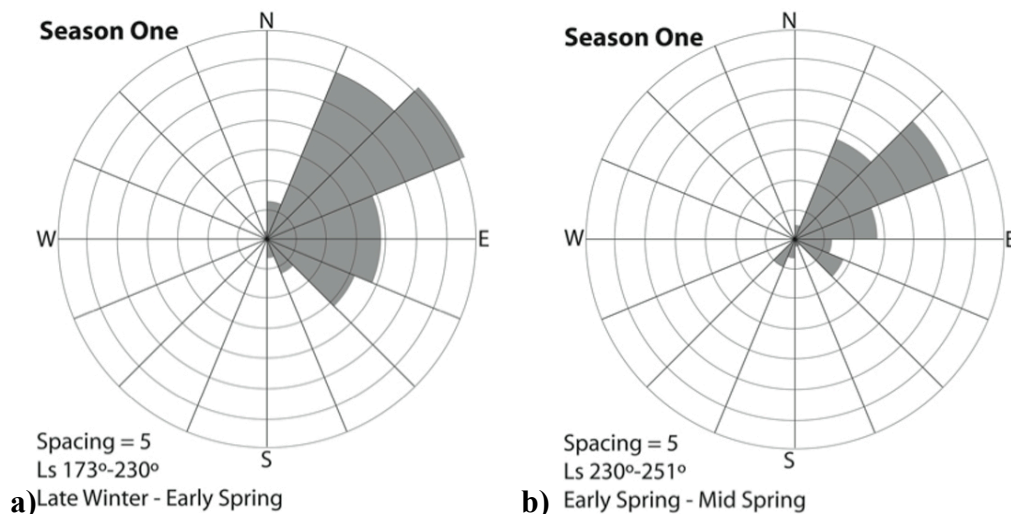 Season One
N
W
E
S
Spacing = 5
Ls 173º-230º
a) Late Winter - Early Spring
Season One
N
W
E
S
Spacing = 5
Ls 230º-251º
b) Early Spring - Mid Spring